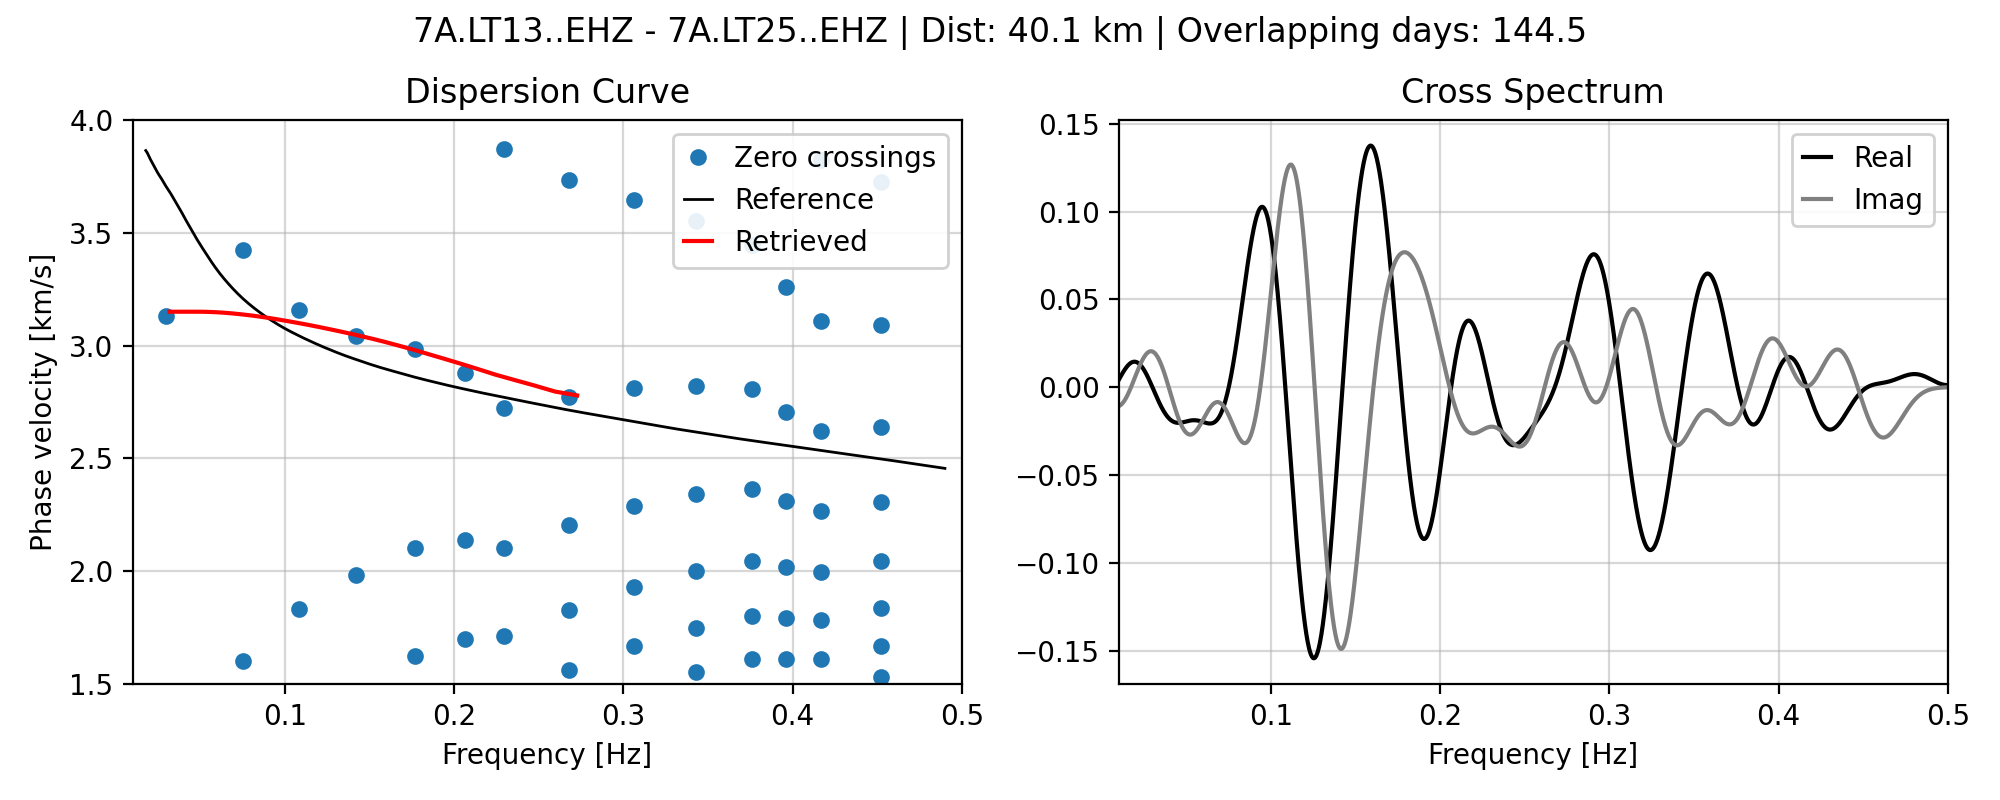 7A.LT13..EHZ - 7A.LT25..EHZ | Dist: 40.1 km | Overlapping days: 144.5
Dispersion Curve
4.0
3.5
3.0
2.5
2.0
1.5
Phase velocity [km/s]
0.1 0.2 0.3 0.4 0.5
Frequency [Hz]
Zero crossings
Reference
Retrieved
Cross Spectrum
0.15
0.10
0.05
0.00
−0.05
−0.10
−0.15
0.1 0.2 0.3 0.4 0.5
Frequency [Hz]
Real
Imag